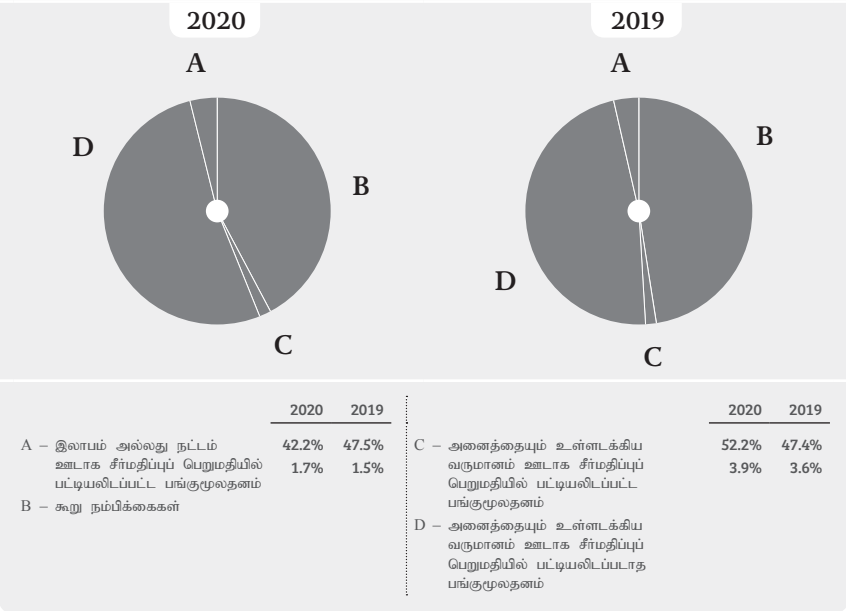 2020
2019
A
B
C
D
A
B
C
D
2020 2019
A – இலாபம் அல்லது நட்டம் 42.2% 47.5%
ஊடாக சீர்மதிப்புப் பெறுமதியில் 1.7% 1.5%
பட்டியலிடப்பட்ட பங்குமூலதனம்
B – கூறு நம்பிக்கைகள்
2020 2019
C – அனைத்தையும் உள்ளடக்கிய 52.2% 47.4%
வருமானம் ஊடாக சீர்மதிப்புப் 3.9% 3.6%
பெறுமதியில் பட்டியலிடப்பட்ட
பங்குமூலதனம்
D – அனைத்தையும் உள்ளடக்கிய
வருமானம் ஊடாக சீர்மதிப்புப்
பெறுமதியில் பட்டியலிடப்படாத
பங்குமூலதனம்